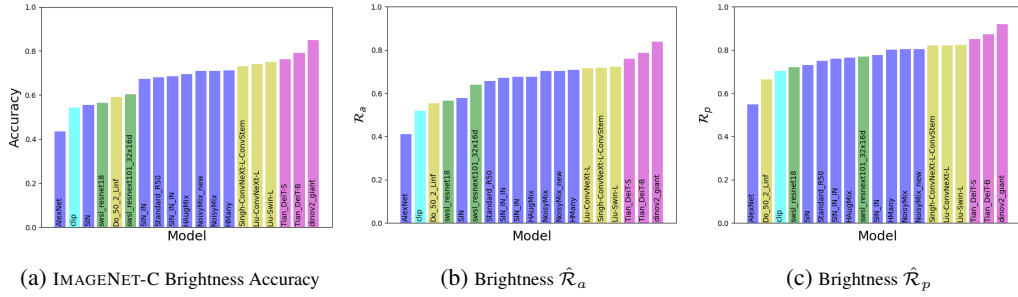 1.0
0.8
0.6
0.4
0.2
0.0
Accuracy
AlexNet
clip
SIN
swsl_resnet18
Do_50_2_Linf
swsl_resnext101_32x16d
SIN_IN
Standard_R50
SIN_IN_IN
HAugMix
NoisyMix_new
NoisyMix
HMany
Singh-ConvNeXt-L-ConvStem
Liu-ConvNeXt-L
Liu-Swin-L
Tian_DeiT-S
Tian_DeiT-B
dinov2_giant
Model
(a) IMAGENET-C Brightness Accuracy
1.0
0.8
0.6
0.4
0.2
0.0
R_a
AlexNet
clip
Do_50_2_Linf
swsl_resnet18
SIN
swsl_resnext101_32x16d
Standard_R50
SIN_IN_IN
SIN_IN
HAugMix
NoisyMix_new
NoisyMix
HMany
Liu-ConvNeXt-L
Singh-ConvNeXt-L-ConvStem
Liu-Swin-L
Tian_DeiT-S
Tian_DeiT-B
dinov2_giant
Model
(b) Brightness R̂_a
1.0
0.8
0.6
0.4
0.2
0.0
R_p
AlexNet
Do_50_2_Linf
clip
swsl_resnet18
SIN
Standard_R50
SIN_IN_IN
HAugMix
swsl_resnext101_32x16d
SIN_IN
HMany
NoisyMix
NoisyMix_new
Singh-ConvNeXt-L-ConvStem
Liu-ConvNeXt-L
Liu-Swin-L
Tian_DeiT-S
Tian_DeiT-B
dinov2_giant
Model
(c) Brightness R̂_p